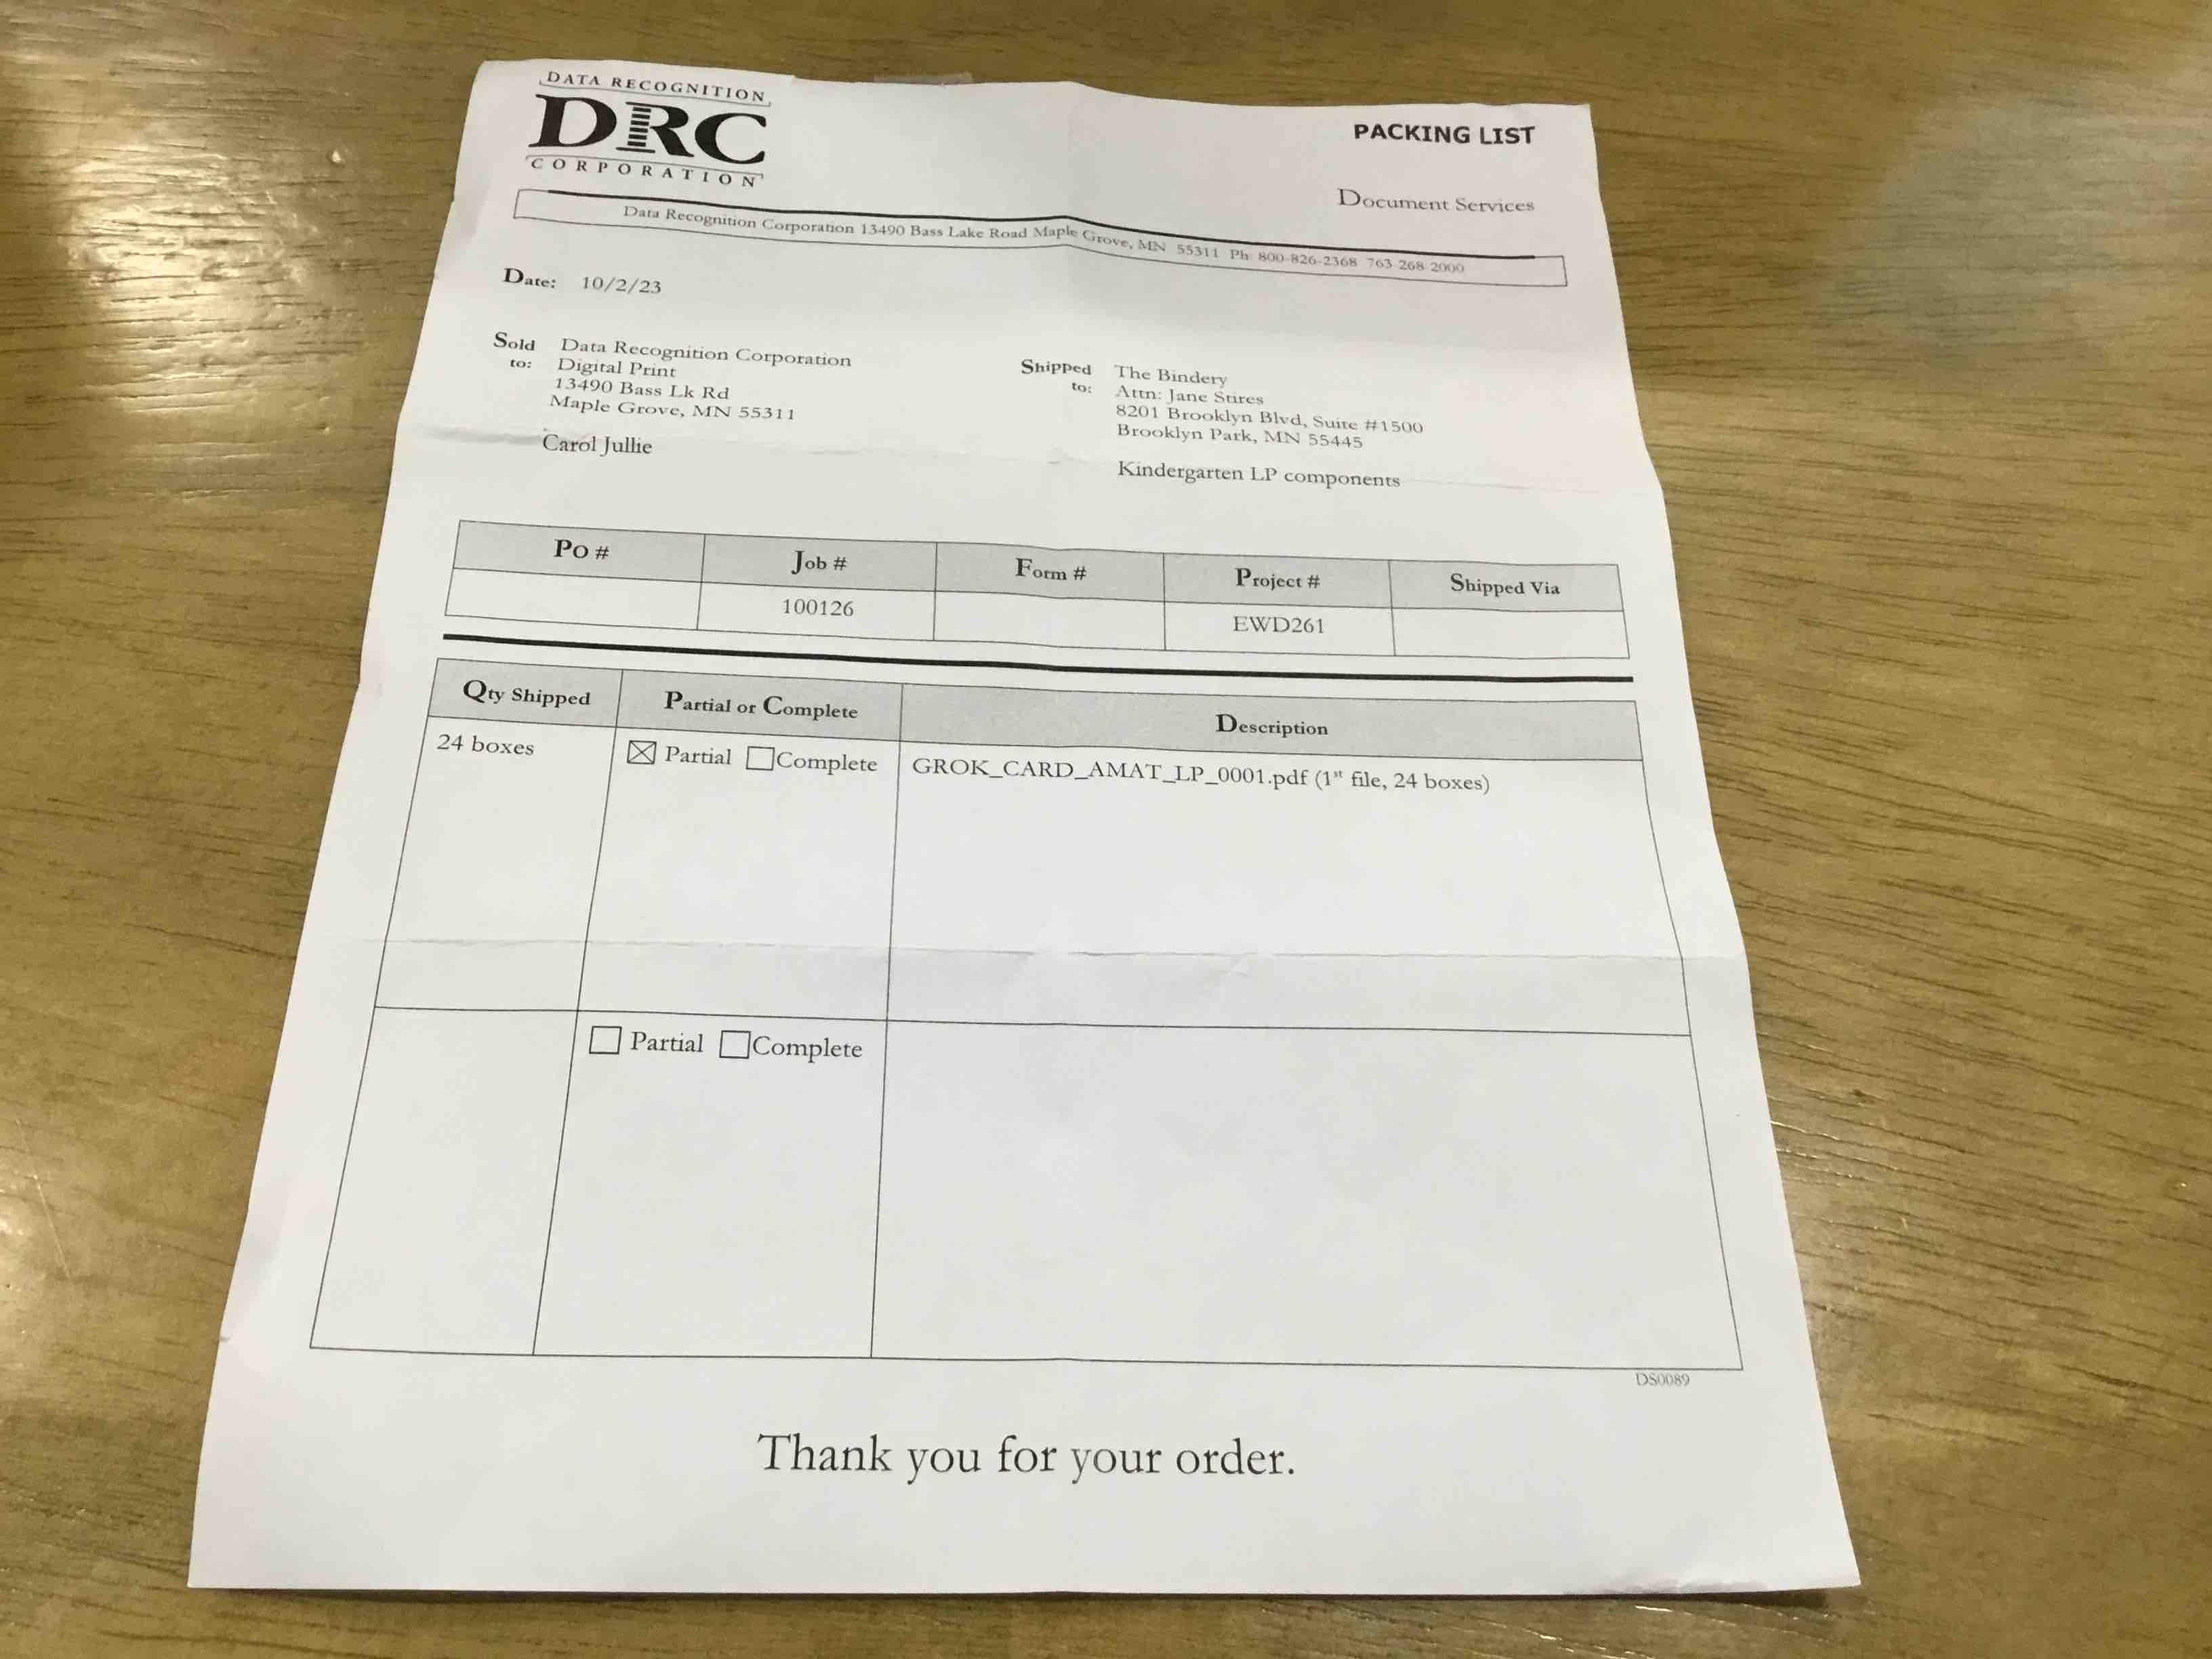 DATA RECOGNITION
DRC
CORPORATION
PACKING LIST
Document Services
Data Recognition Corporation 13490 Bass Lake Road Maple Grove, MN 55311 Ph: 800-826-2368 763-268-2000
Date: 10/2/23
Sold to:
Data Recognition Corporation
Digital Print
13490 Bass Lk Rd
Maple Grove, MN 55311
Carol Jullie
Shipped to:
The Bindery
Attn: Jane Stires
8201 Brooklyn Blvd, Suite #1500
Brooklyn Park, MN 55445
Kindergarten LP components
PO # Job # Form # Project # Shipped Via
100126 EWD261
Qty Shipped Partial or Complete Description
24 boxes ☒ Partial ☐ Complete GROK_CARD_AMAT_LP_0001.pdf (1st file, 24 boxes)
☐ Partial ☐ Complete
DS0089
Thank you for your order.